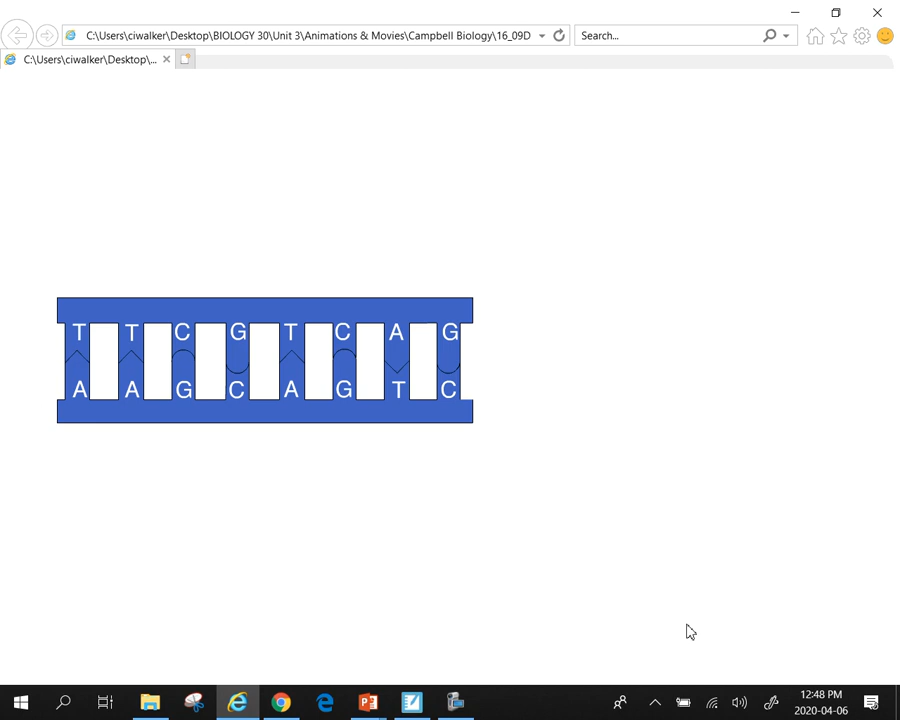 C:\Users\ciwalker\Desktop\BIOLOGY 30\Unit 3\Animations & Movies\Campbell Biology\16_09D
Search...
C:\Users\ciwalker\Desktop\...
T T C G T C A G
A A G C A G T C
12:48 PM
2020-04-06